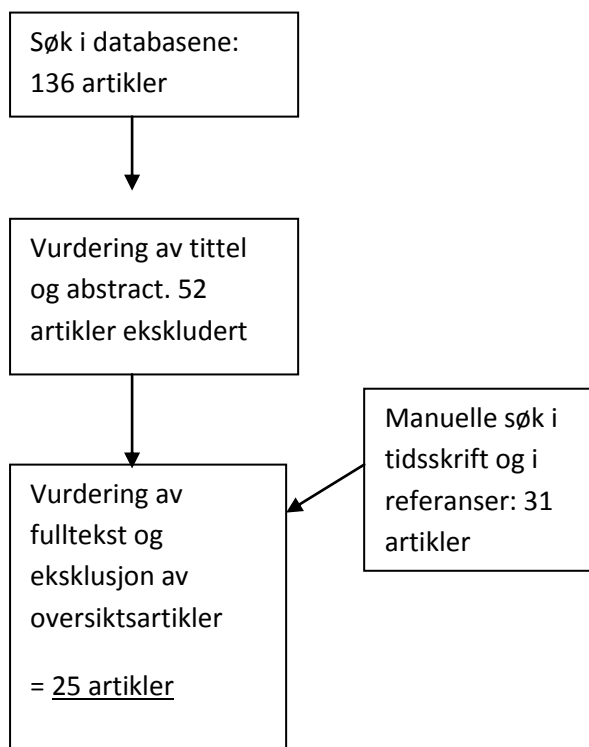 Søk i databasene:
136 artikler
Vurdering av tittel
og abstract. 52
artikler ekskludert
Manuelle søk i
tidsskrift og i
referanser: 31
artikler
Vurdering av
fulltekst og
eksklusjon av
oversiktsartikler
= 25 artikler